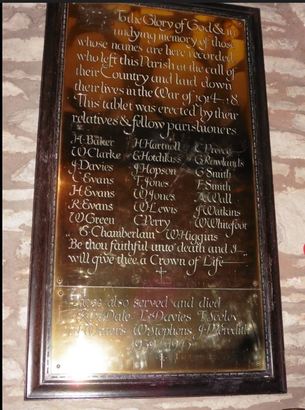 To the Glory of God & in
undying memory of those
whose names are here recorded
who left this Parish at the call of
their Country and laid down
their lives in the War of 1914-18
This tablet was erected by their
relatives & fellow parishioners
H. Baker H. Hartnoll C. Preece
W. Clarke G. Hotchkiss G. Rowlands
J. Davies J. Hopson G. Smith
C. Evans T. Jones F. Smith
H. Evans W. Jones A. Wall
R. Evans W. Lewis J. Watkins
W. Green C. Perry W. Whitefoot
S. Chamberlain W. Higgins
Be thou faithful unto death and I
will give thee a Crown of Life
These also served and died
Dale L. Davies
W. Stephens J. Meredith